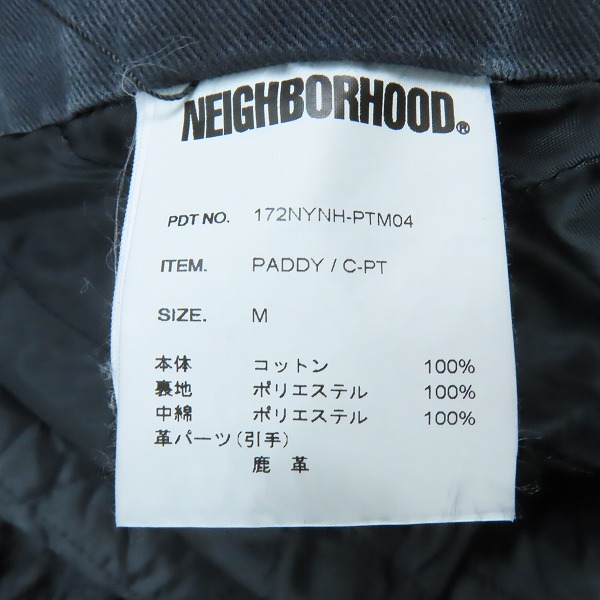 NEIGHBORHOOD®
PDT NO. 172NYNH-PTM04
ITEM. PADDY / C-PT
SIZE. M
本体 コットン 100%
裏地 ポリエステル 100%
中綿 ポリエステル 100%
革パーツ(引手)
鹿 革